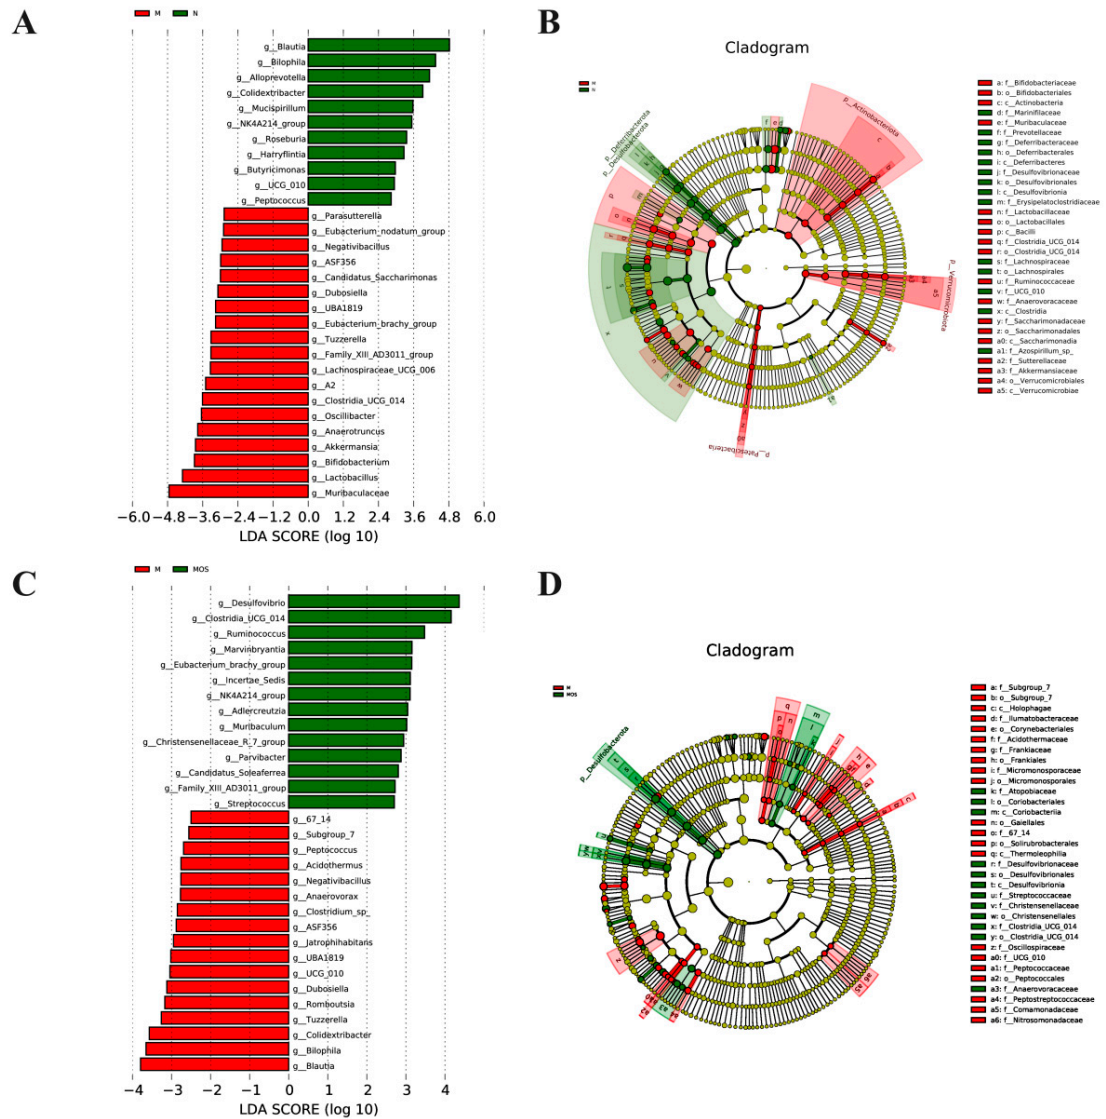 A
M N
g__Blautia
g__Bilophila
g__Alloprevotella
g__Colidextribacter
g__Mucispirillum
g__NK4A214_group
g__Roseburia
g__Harryflintia
g__Butyricimonas
g__UCG_010
g__Peptococcus
g__Parasutterella
g__Eubacterium_nodatum_group
g__Negativibacillus
g__ASF356
g__Candidatus_Saccharimonas
g__Dubosiella
g__UBA1819
g__Eubacterium_brachy_group
g__Tuzzerella
g__Family_XIII_AD3011_group
g__Lachnospiraceae_UCG_006
g__A2
g__Clostridia_UCG_014
g__Oscillibacter
g__Anaerotruncus
g__Akkermansia
g__Bifidobacterium
g__Lactobacillus
g__Muribaculaceae
−6.0 −4.8 −3.6 −2.4 −1.2 0.0 1.2 2.4 3.6 4.8 6.0
LDA SCORE (log 10)
B
Cladogram
M
N
p__Deferribacterota
p__Desulfobacterota
p__Actinobacteriota
p__Verrucomicrobiota
p__Patescibacteria
a: f__Bifidobacteriaceae
b: o__Bifidobacteriales
c: c__Actinobacteria
d: f__Marinifilaceae
e: f__Muribaculaceae
f: f__Prevotellaceae
g: f__Deferribacteraceae
h: o__Deferribacterales
i: c__Deferribacteres
j: f__Desulfovibrionaceae
k: o__Desulfovibrionales
l: c__Desulfovibrionia
m: f__Erysipelatoclostridiaceae
n: f__Lactobacillaceae
o: o__Lactobacillales
p: c__Bacilli
q: f__Clostridia_UCG_014
r: o__Clostridia_UCG_014
s: f__Lachnospiraceae
t: o__Lachnospirales
u: f__Ruminococcaceae
v: f__UCG_010
w: f__Anaerovoracaceae
x: c__Clostridia
y: f__Saccharimonadaceae
z: o__Saccharimonadales
a0: c__Saccharimonadia
a1: f__Azospirillum_sp_
a2: f__Sutterellaceae
a3: f__Akkermansiaceae
a4: o__Verrucomicrobiales
a5: c__Verrucomicrobiae
C
M MOS
g__Desulfovibrio
g__Clostridia_UCG_014
g__Ruminococcus
g__Marvinbryantia
g__Eubacterium_brachy_group
g__Incertae_Sedis
g__NK4A214_group
g__Adlercreutzia
g__Muribaculum
g__Christensenellaceae_R_7_group
g__Parvibacter
g__Candidatus_Soleaferrea
g__Family_XIII_AD3011_group
g__Streptococcus
g__67_14
g__Subgroup_7
g__Peptococcus
g__Acidothermus
g__Negativibacillus
g__Anaerovorax
g__Clostridium_sp_
g__ASF356
g__Jatrophihabitans
g__UBA1819
g__UCG_010
g__Dubosiella
g__Romboutsia
g__Tuzzerella
g__Colidextribacter
g__Bilophila
g__Blautia
−4 −3 −2 −1 0 1 2 3 4
LDA SCORE (log 10)
D
Cladogram
M
MOS
p__Desulfobacterota
a: f__Subgroup_7
b: o__Subgroup_7
c: c__Holophagae
d: f__Ilumatobacteraceae
e: o__Corynebacteriales
f: f__Acidothermaceae
g: f__Frankiaceae
h: o__Frankiales
i: f__Micromonosporaceae
j: o__Micromonosporales
k: f__Atopobiaceae
l: o__Coriobacteriales
m: c__Coriobacteriia
n: o__Gaiellales
o: f__67_14
p: o__Solirubrobacterales
q: c__Thermoleophilia
r: f__Desulfovibrionaceae
s: o__Desulfovibrionales
t: c__Desulfovibrionia
u: f__Streptococcaceae
v: f__Christensenellaceae
w: o__Christensenellales
x: f__Clostridia_UCG_014
y: o__Clostridia_UCG_014
z: f__Oscillospiraceae
a0: f__UCG_010
a1: f__Peptococcaceae
a2: o__Peptococcales
a3: f__Anaerovoracaceae
a4: f__Peptostreptococcaceae
a5: f__Comamonadaceae
a6: f__Nitrosomonadaceae